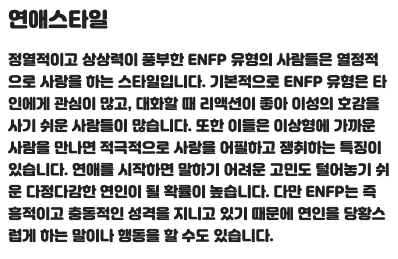 연애스타일
정열적이고 상상력이 풍부한 ENFP 유형의 사람들은 열정적
으로 사랑을 하는 스타일입니다. 기본적으로 ENFP 유형은 타
인에게 관심이 많고, 대화할 때 리액션이 좋아 이성의 호감을
사기 쉬운 사람들이 많습니다. 또한 이들은 이상형에 가까운
사람을 만나면 적극적으로 사랑을 어필하고 쟁취하는 특징이
있습니다. 연애를 시작하면 말하기 어려운 고민도 털어놓기 쉬
운 다정다감한 연인이 될 확률이 높습니다. 다만 ENFP는 즉
흥적이고 충동적인 성격을 지니고 있기 때문에 연인을 당황스
럽게 하는 말이나 행동을 할 수도 있습니다.